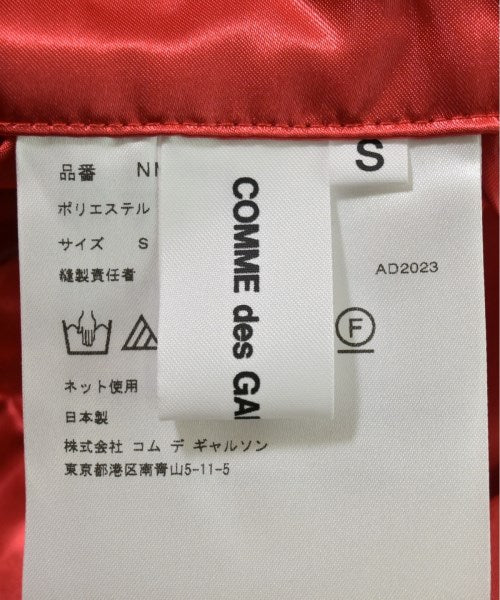 S
品番 N
ポリエステル
サイズ S
縫製責任者
AD2023
COMME des GA
F
ネット使用
日本製
株式会社 コム デ ギャルソン
東京都港区南青山5-11-5